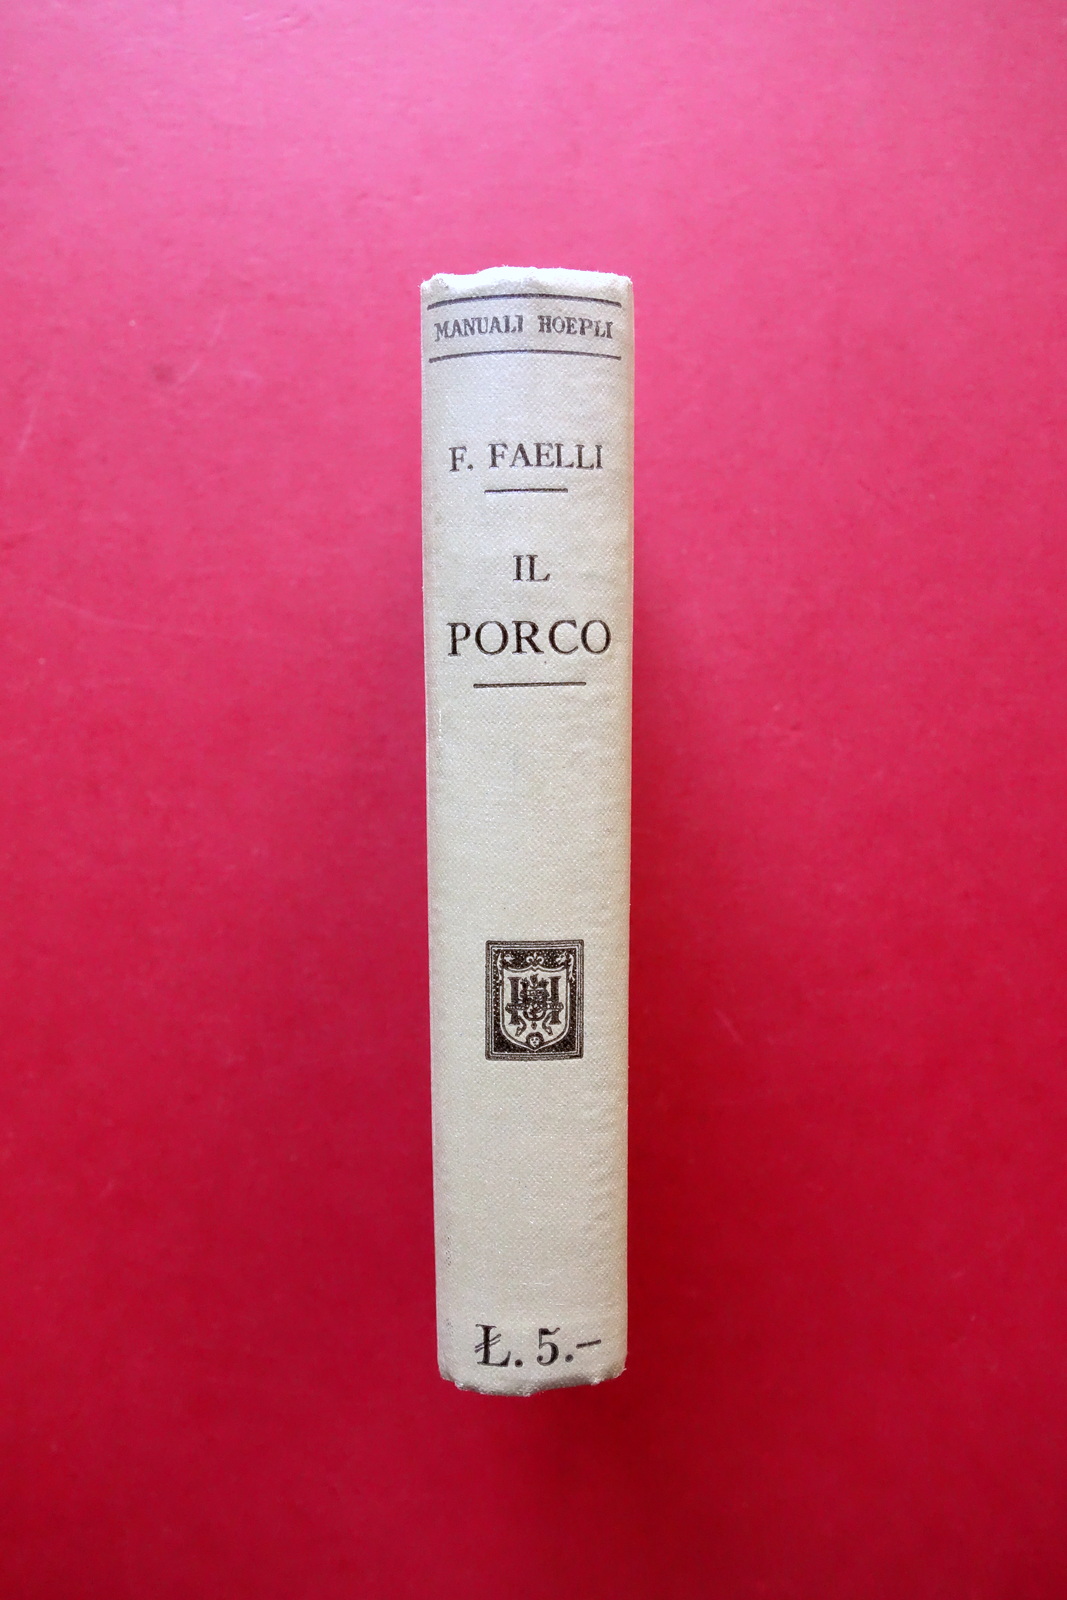 MANUALI HOEPLI
F. FAELLI
IL
PORCO
Ł. 5.—